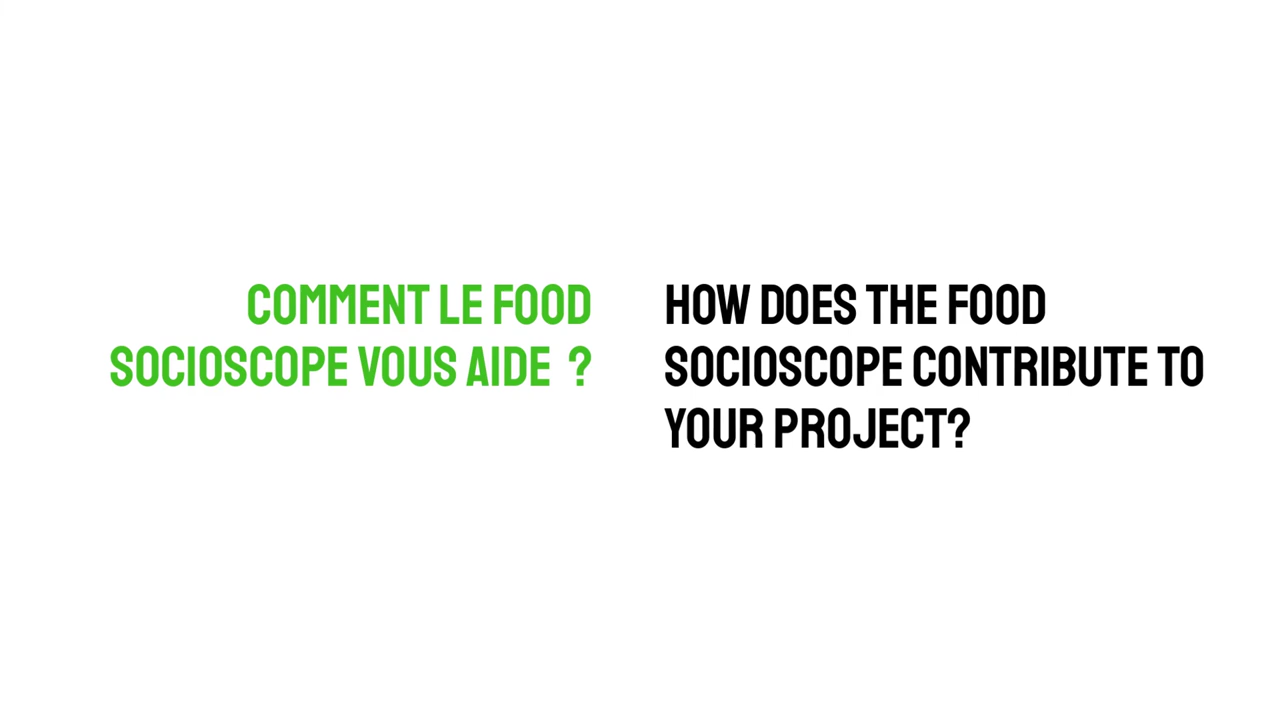 COMMENT LE FOOD
SOCIOSCOPE VOUS AIDE ?
HOW DOES THE FOOD
SOCIOSCOPE CONTRIBUTE TO
YOUR PROJECT?